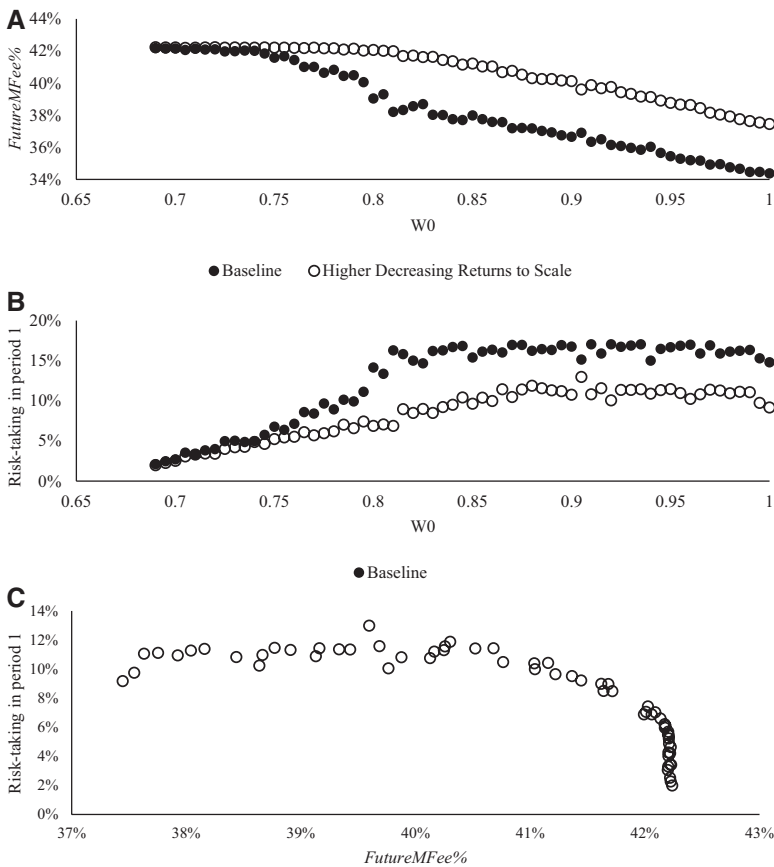 A
44%
42%
40%
38%
36%
34%
FutureMFee%
0.65 0.7 0.75 0.8 0.85 0.9 0.95 1
W0
Baseline Higher Decreasing Returns to Scale
B
20%
15%
10%
5%
0%
Risk-taking in period 1
0.65 0.7 0.75 0.8 0.85 0.9 0.95 1
W0
Baseline
C
14%
12%
10%
8%
6%
4%
2%
0%
Risk-taking in period 1
37% 38% 39% 40% 41% 42% 43%
FutureMFee%